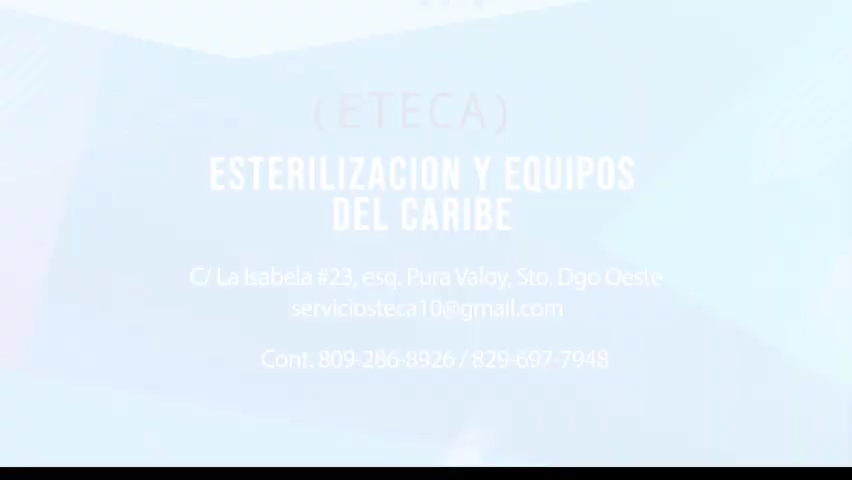 (ETECA)
ESTERILIZACION Y EQUIPOS
DEL CARIBE
C/ La Isabela #23, esq. Pura Valoy, Sto. Dgo Oeste
serviciosteca10@gmail.com
Cont. 809-286-8926 / 829-697-7948